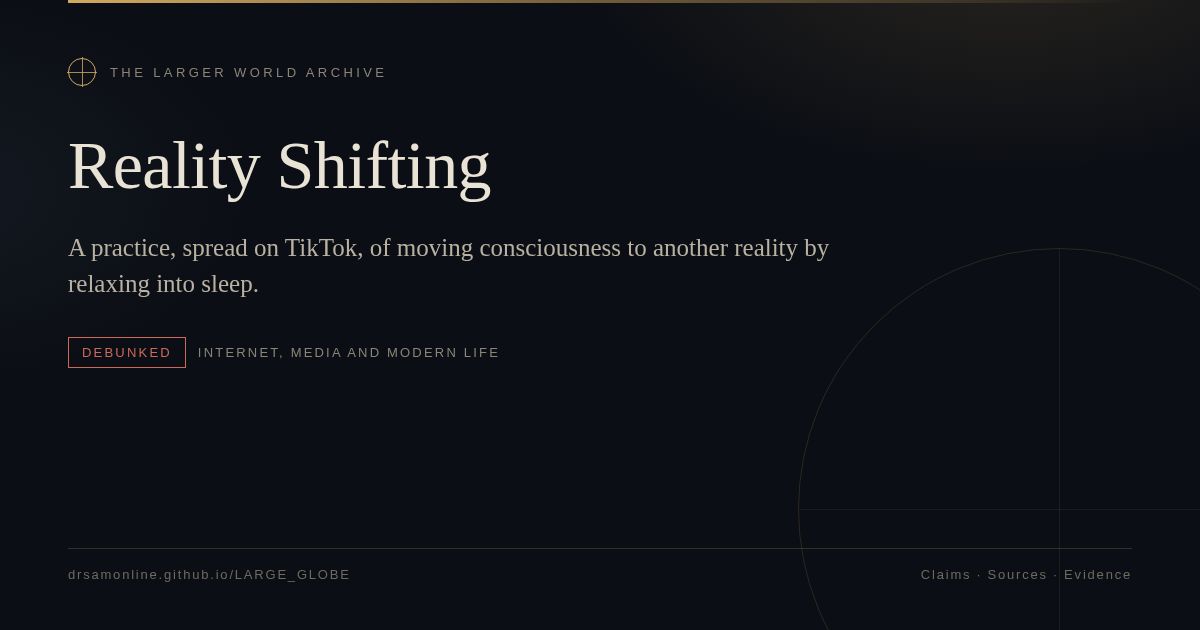 THE LARGER WORLD ARCHIVE
Reality Shifting
A practice, spread on TikTok, of moving consciousness to another reality by
relaxing into sleep.
DEBUNKED INTERNET, MEDIA AND MODERN LIFE
drsamonline.github.io/LARGE_GLOBE Claims · Sources · Evidence